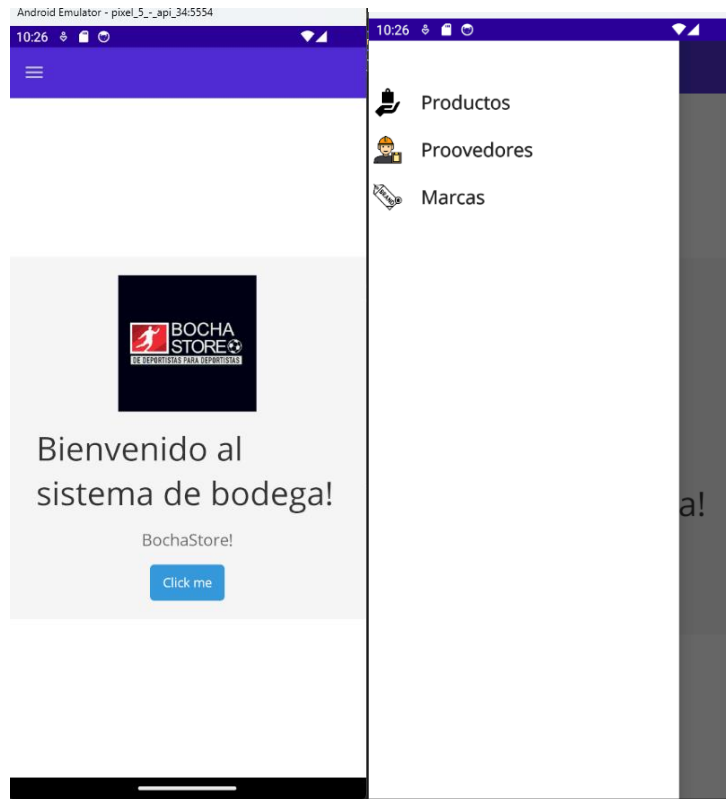 Android Emulator - pixel_5_-_api_34:5554
10:26
BOCHA
STORE
DE DEPORTISTAS PARA DEPORTISTAS
Bienvenido al
sistema de bodega!
BochaStore!
Click me
10:26
Productos
Proovedores
Marcas
BRAND
a!